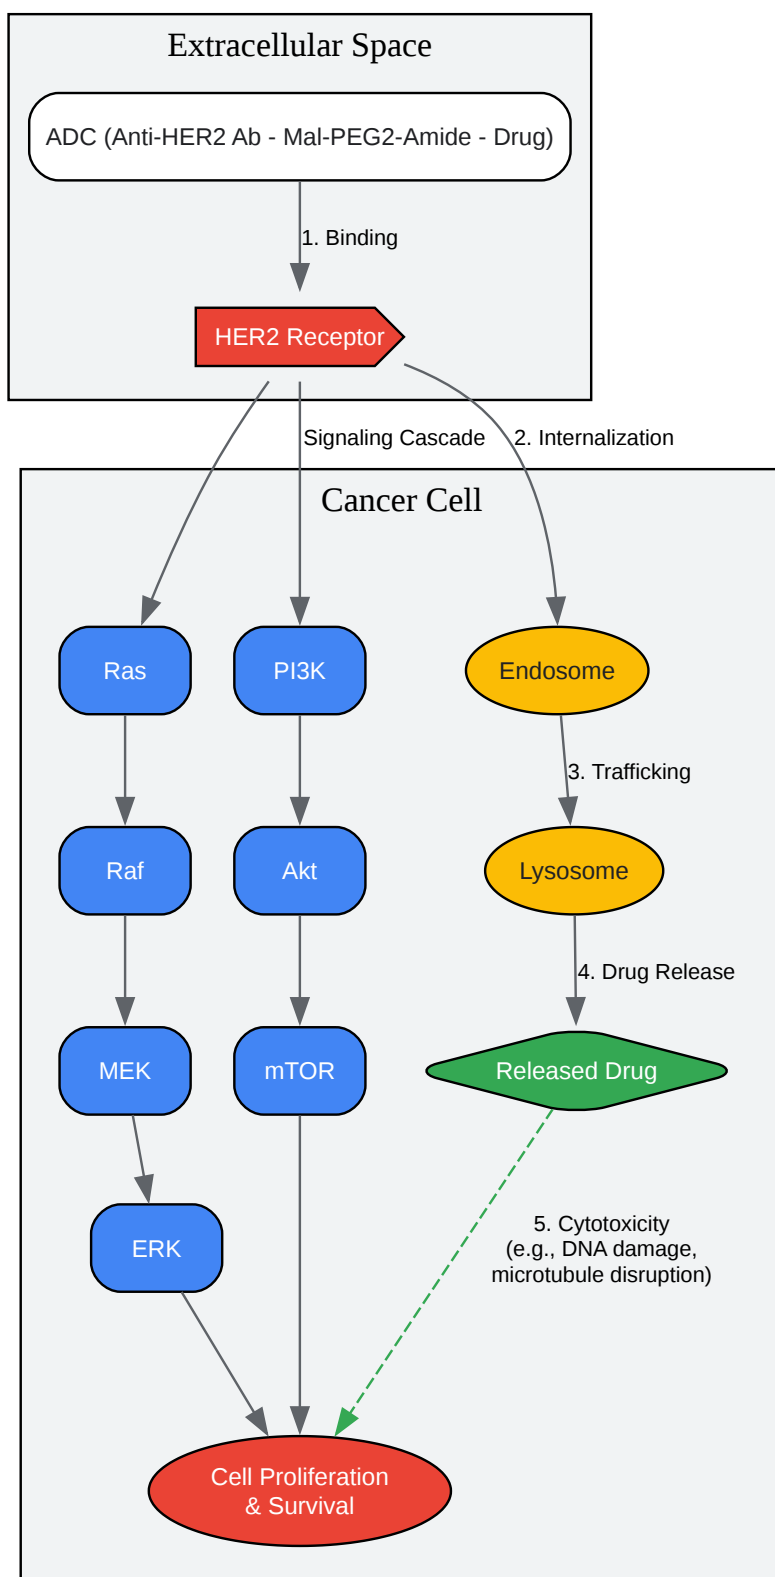 Extracellular Space
ADC (Anti-HER2 Ab - Mal-PEG2-Amide - Drug)
1. Binding
HER2 Receptor
Signaling Cascade
2. Internalization
Cancer Cell
Ras
PI3K
Endosome
3. Trafficking
Raf
Akt
Lysosome
4. Drug Release
MEK
mTOR
Released Drug
ERK
5. Cytotoxicity
(e.g., DNA damage,
microtubule disruption)
Cell Proliferation
& Survival